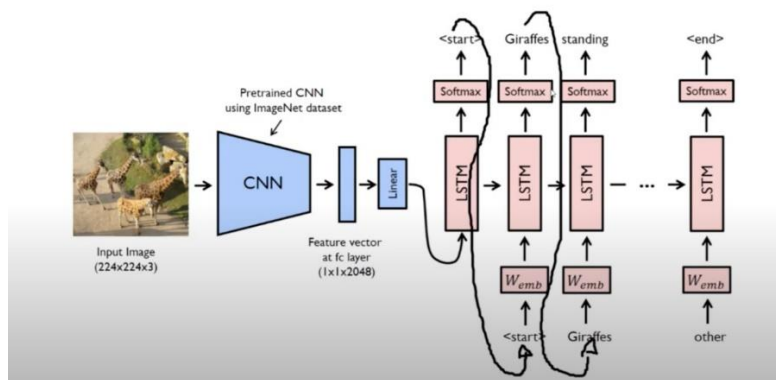 <start> Giraffes standing <end>
Softmax Softmax Softmax Softmax
Pretrained CNN
using ImageNet dataset
CNN
Linear
LSTM LSTM LSTM ... LSTM
Input Image
(224x224x3)
Feature vector
at fc layer
(1x1x2048)
Wemb Wemb Wemb
<start> Giraffes other